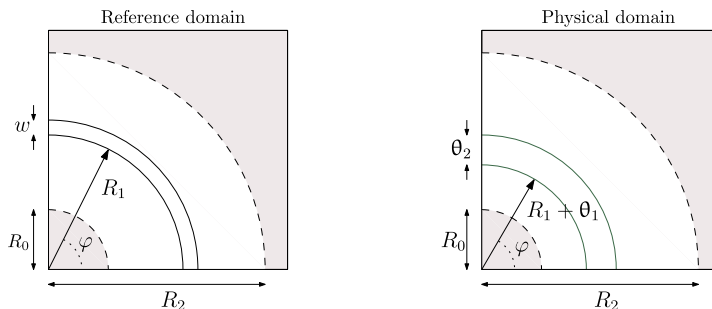 Reference domain
w
R₁
R₀
φ
R₂
Physical domain
θ₂
R₁ + θ₁
R₀
φ
R₂